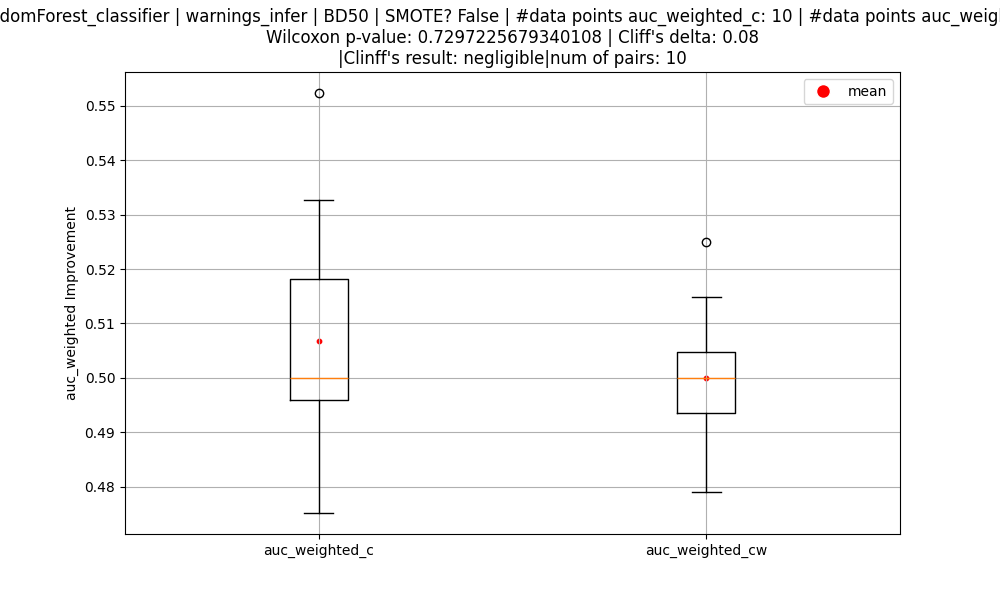 domForest_classifier | warnings_infer | BD50 | SMOTE? False | #data points auc_weighted_c: 10 | #data points auc_weig
Wilcoxon p-value: 0.7297225679340108 | Cliff's delta: 0.08
|Clinff's result: negligible|num of pairs: 10
mean
0.55
0.54
0.53
0.52
0.51
0.50
0.49
0.48
auc_weighted Improvement
auc_weighted_c
auc_weighted_cw